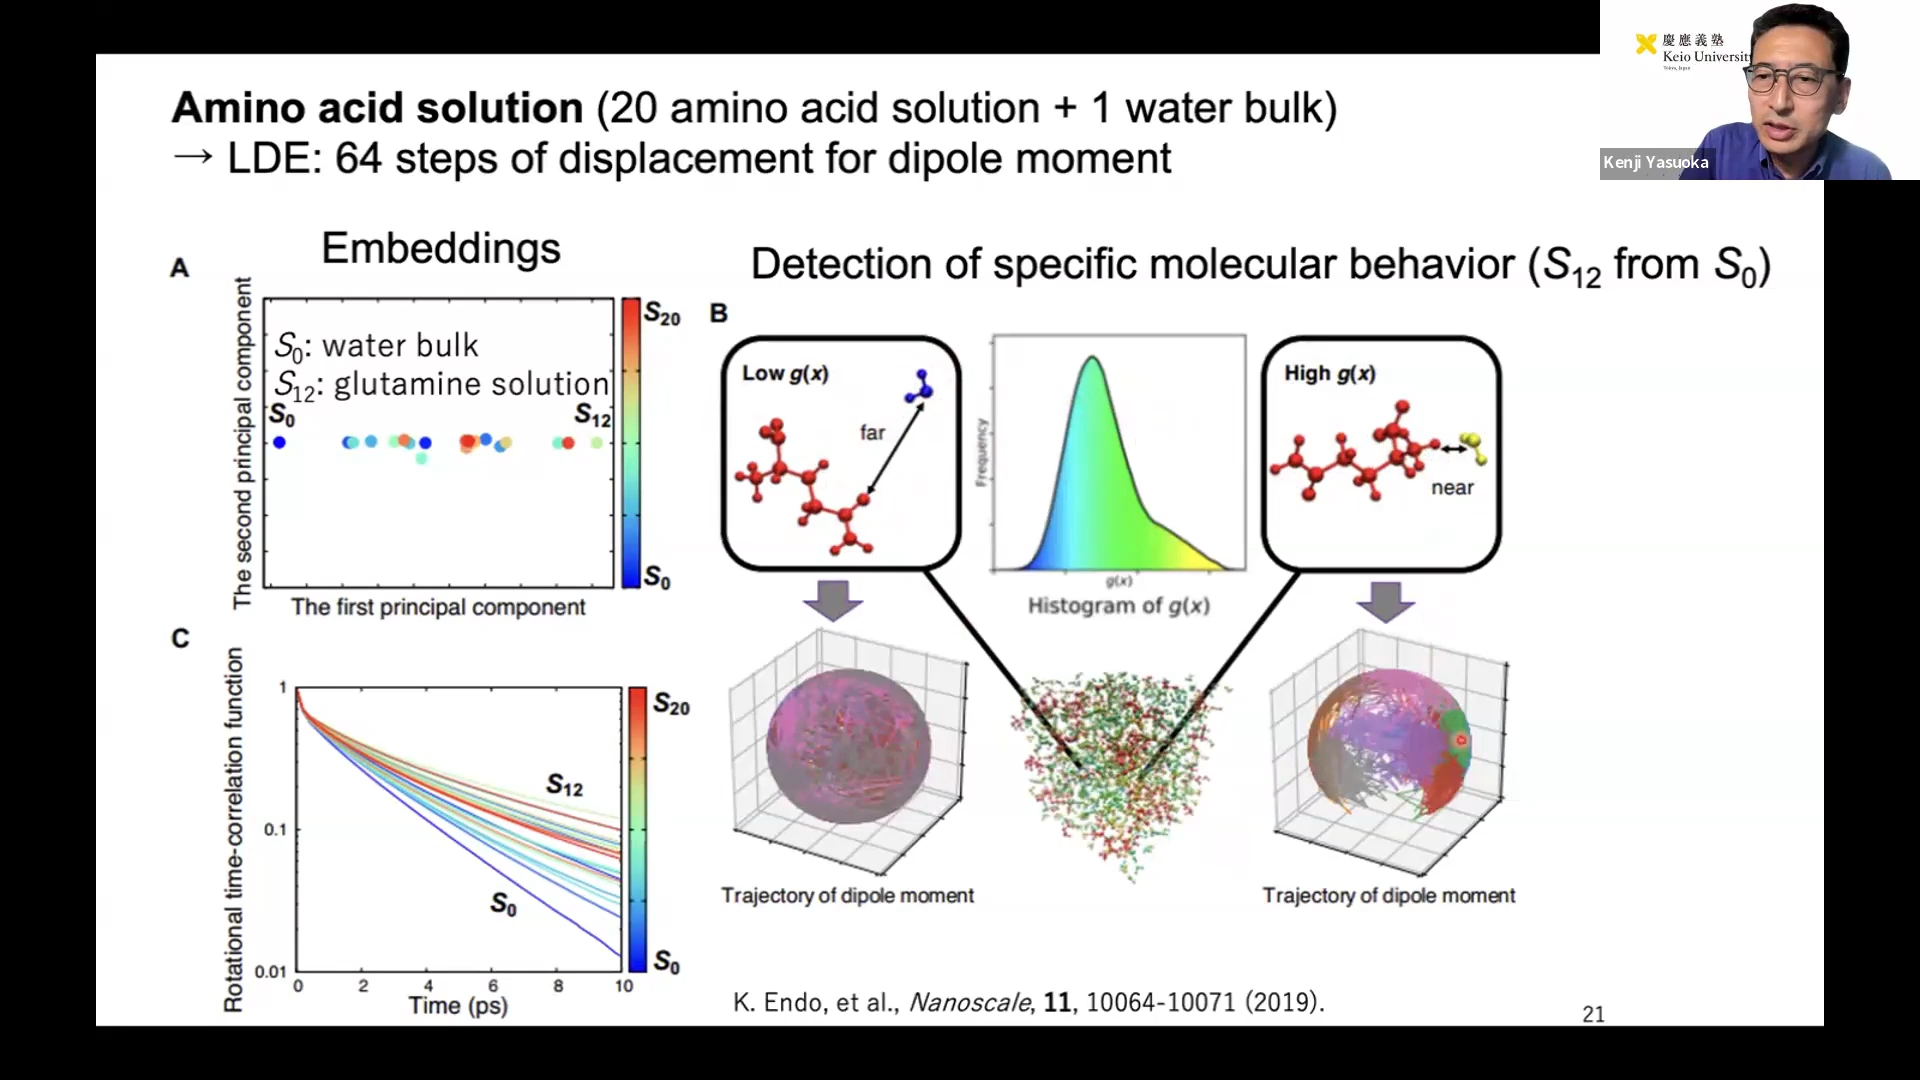 慶應義塾
Keio University
Tokyo, Japan
Kenji Yasuoka
Amino acid solution (20 amino acid solution + 1 water bulk)
→ LDE: 64 steps of displacement for dipole moment
Embeddings
Detection of specific molecular behavior (S12 from S0)
A
The second principal component
S0: water bulk
S12: glutamine solution
S0
S12
S20
S0
The first principal component
B
Low g(x)
far
Frequency
g(x)
Histogram of g(x)
High g(x)
near
Trajectory of dipole moment
Trajectory of dipole moment
C
Rotational time-correlation function
1
0.1
0.01
S12
S0
S20
S0
0 2 4 6 8 10
Time (ps)
K. Endo, et al., Nanoscale, 11, 10064-10071 (2019).
21